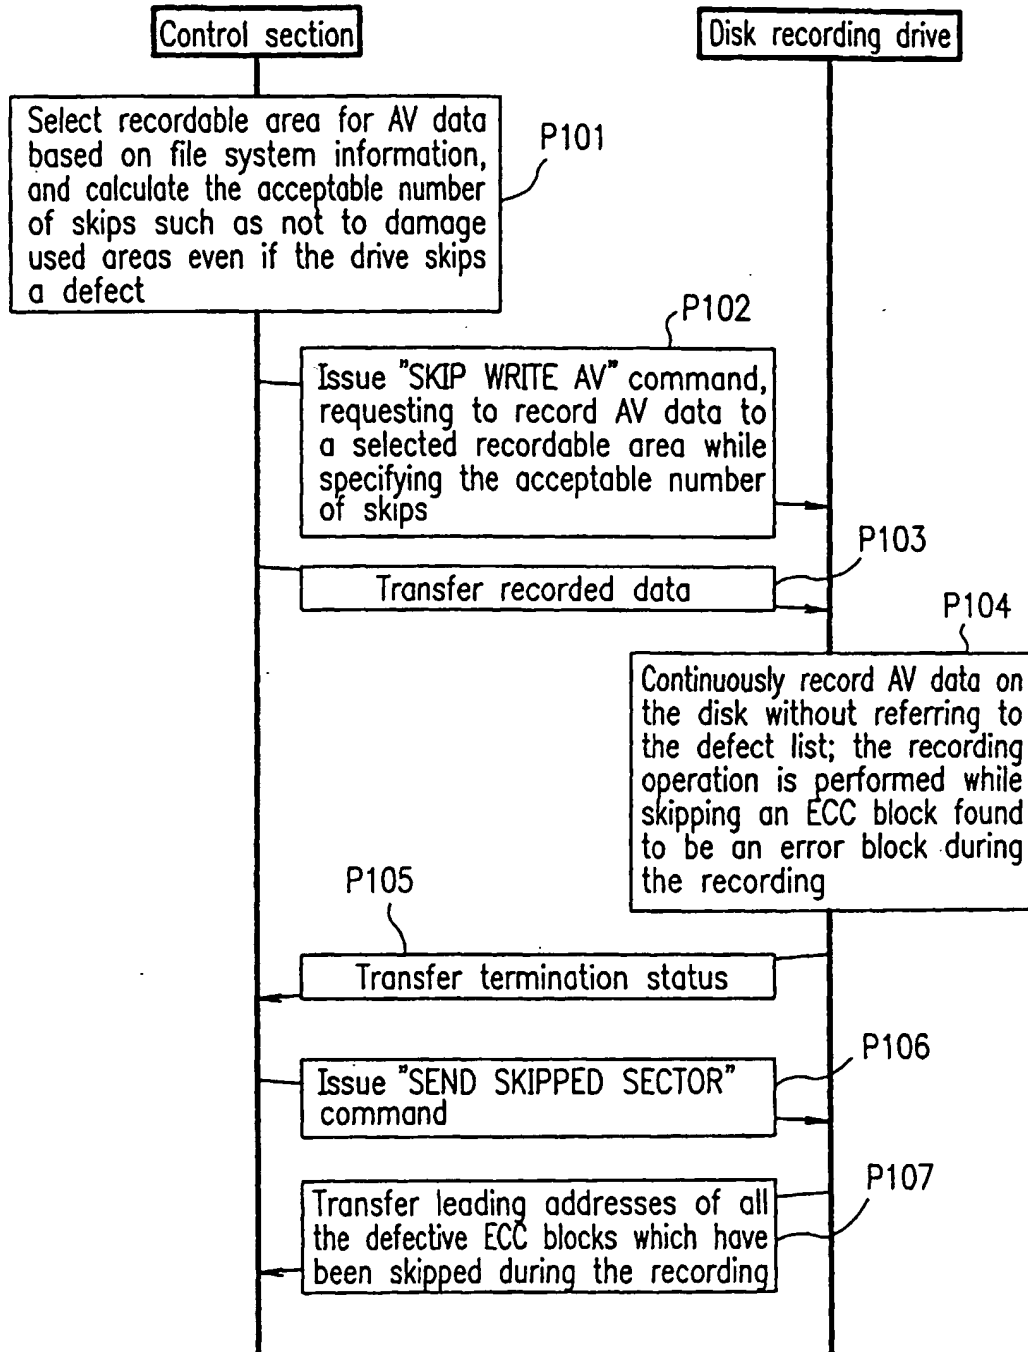 Control section
Disk recording drive
Select recordable area for AV data
based on file system information,
and calculate the acceptable number
of skips such as not to damage
used areas even if the drive skips
a defect
P101
P102
Issue "SKIP WRITE AV" command,
requesting to record AV data to
a selected recordable area while
specifying the acceptable number
of skips
P103
Transfer recorded data
P104
Continuously record AV data on
the disk without referring to
the defect list; the recording
operation is performed while
skipping an ECC block found
to be an error block during
the recording
P105
Transfer termination status
P106
Issue "SEND SKIPPED SECTOR"
command
P107
Transfer leading addresses of all
the defective ECC blocks which have
been skipped during the recording